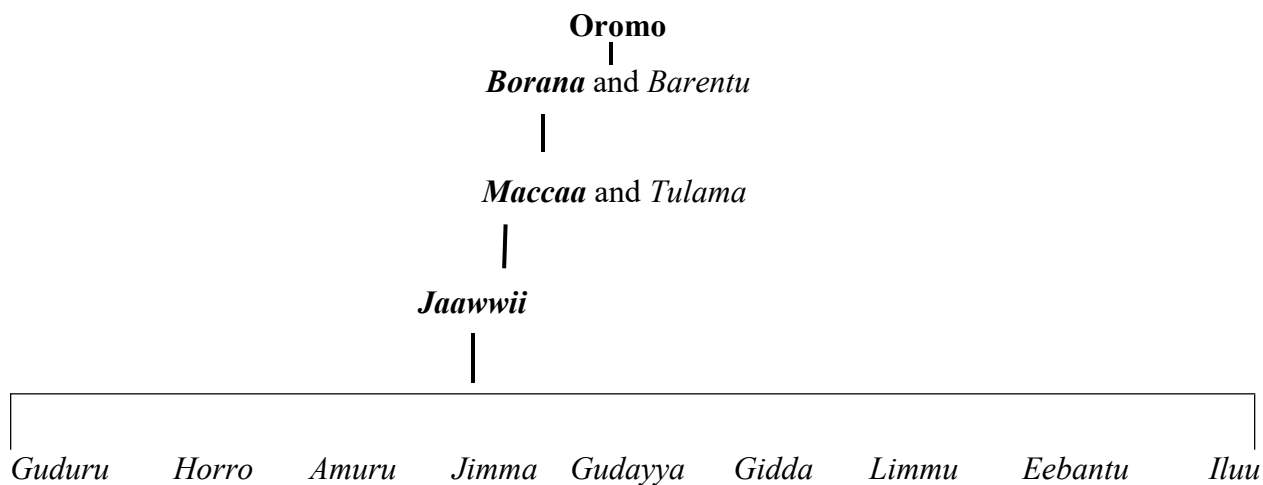 Oromo
Borana and Barentu
Maccaa and Tulama
Jaawwii
Guduru Horro Amuru Jimma Gudayya Gidda Limmu Eebantu Iluu